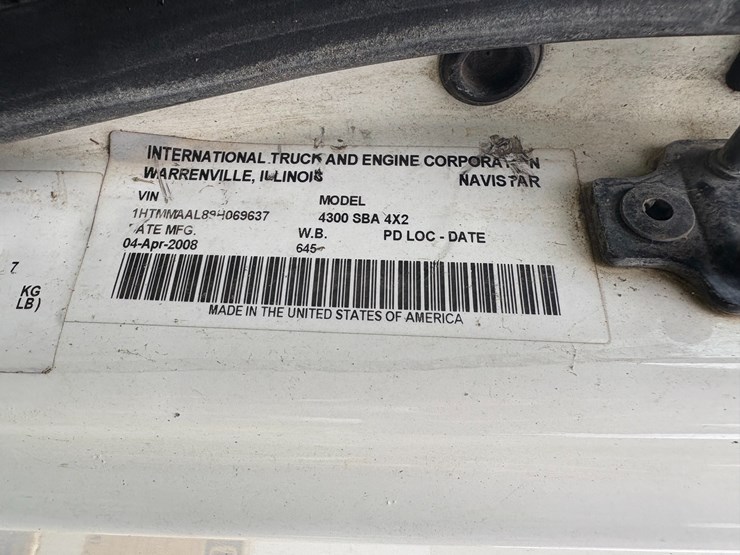 INTERNATIONAL TRUCK AND ENGINE CORPORATION
WARRENVILLE, ILLINOIS NAVISTAR
VIN MODEL
1HTMMAAL89H069637 4300 SBA 4X2
DATE MFG. W.B. PD LOC - DATE
04-Apr-2008 645
MADE IN THE UNITED STATES OF AMERICA
7
KG
LB)